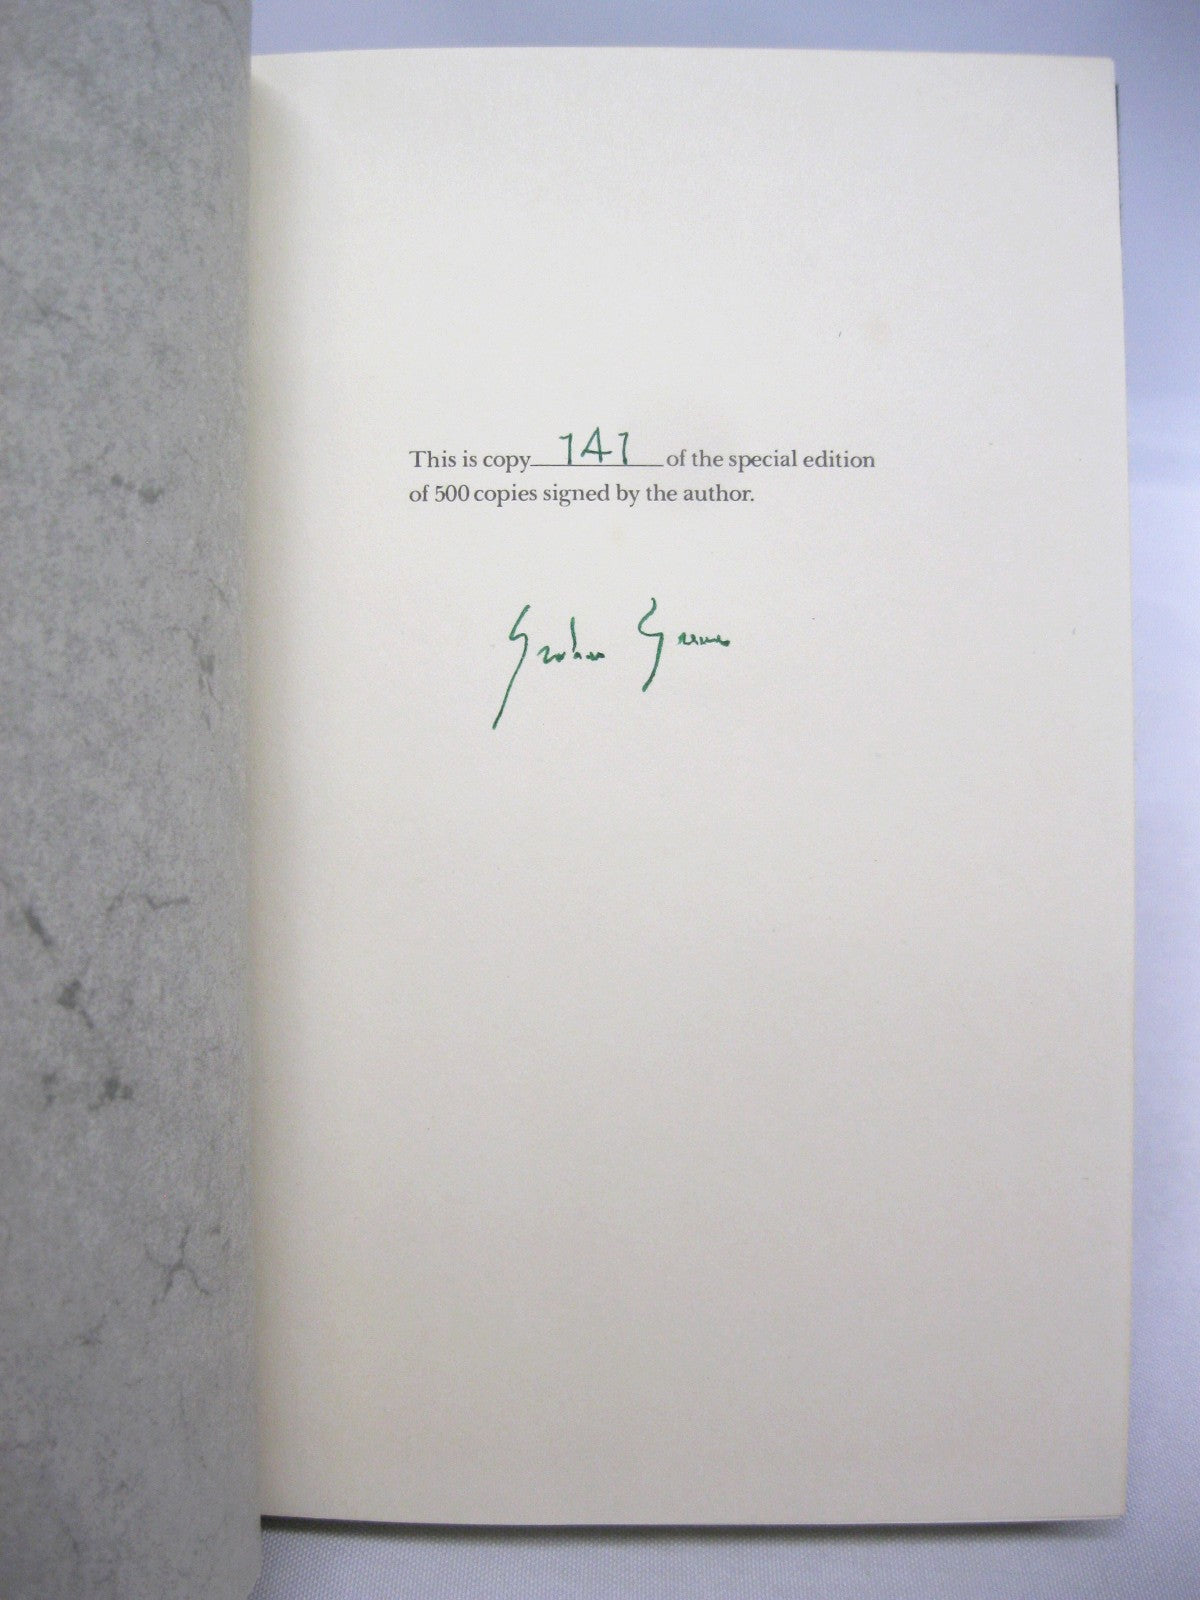 This is copy 141 of the special edition
of 500 copies signed by the author.
Graham Greene